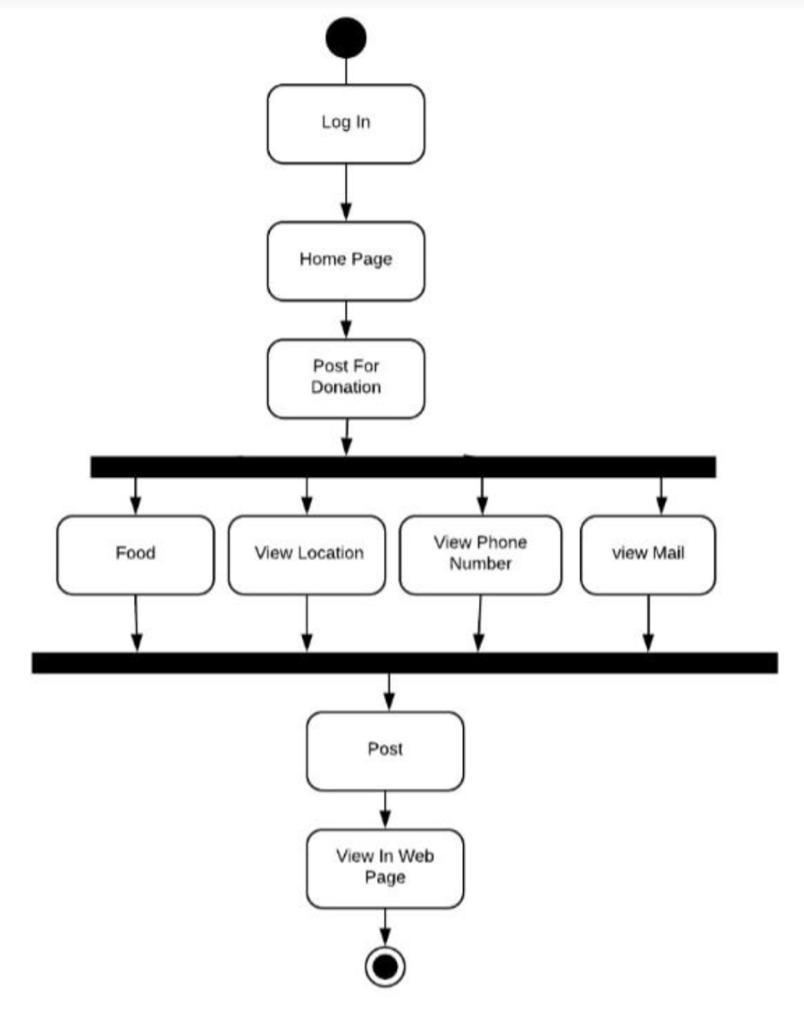 Log In
Home Page
Post For
Donation
Food
View Location
View Phone
Number
view Mail
Post
View In Web
Page